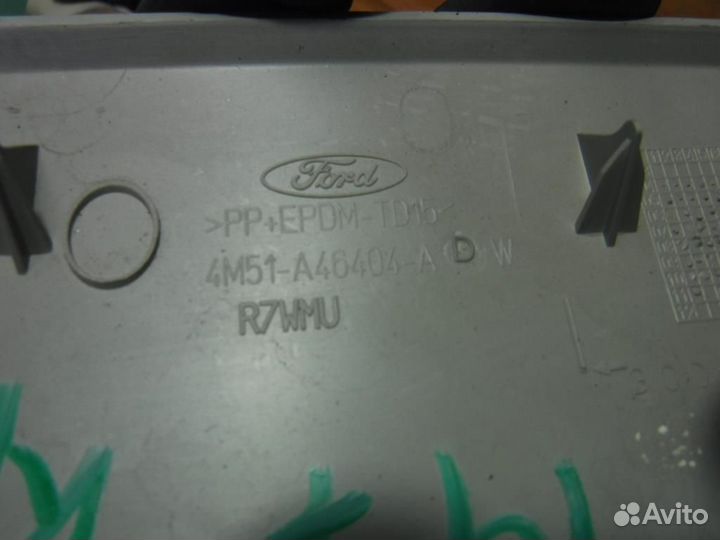 Ford
>PP+EPDM-TD15<
4M51-A46404-A D W
R7WMU
Avito